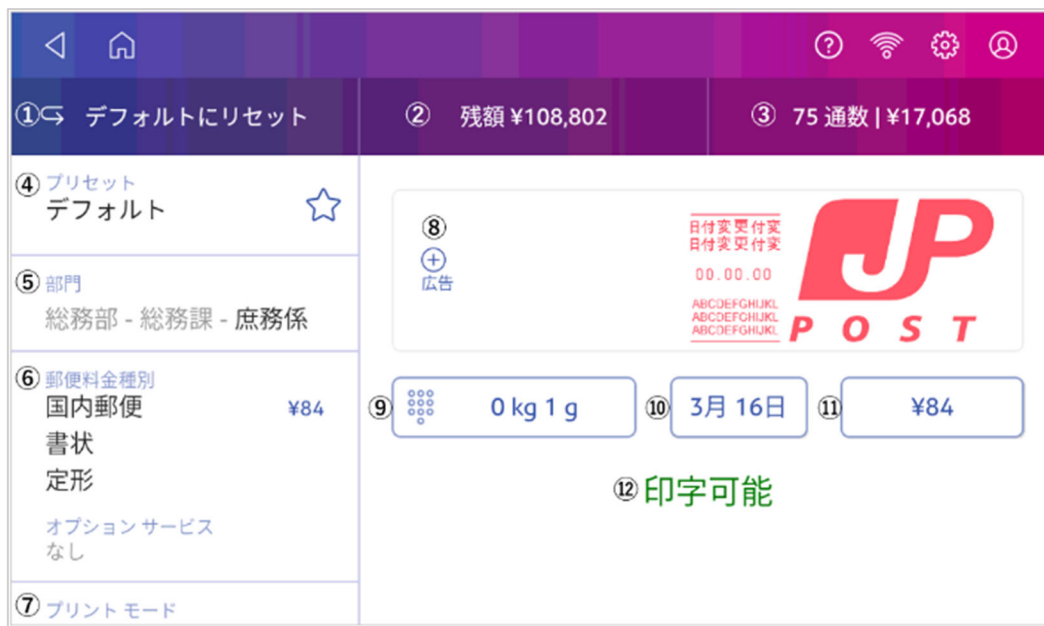 ① デフォルトにリセット
② 残額 ¥108,802
③ 75 通数 | ¥17,068
④ プリセット
デフォルト
⑤ 部門
総務部 - 総務課 - 庶務係
⑥ 郵便料金種別
国内郵便 ¥84
書状
定形
オプション サービス
なし
⑦ プリント モード
⑧
広告
日付変更付変
日付変更付変
00.00.00
ABCDEFGHIJKL
ABCDEFGHIJKL
ABCDEFGHIJKL
JP
POST
⑨ 0 kg 1 g
⑩ 3月 16日
⑪ ¥84
⑫ 印字可能